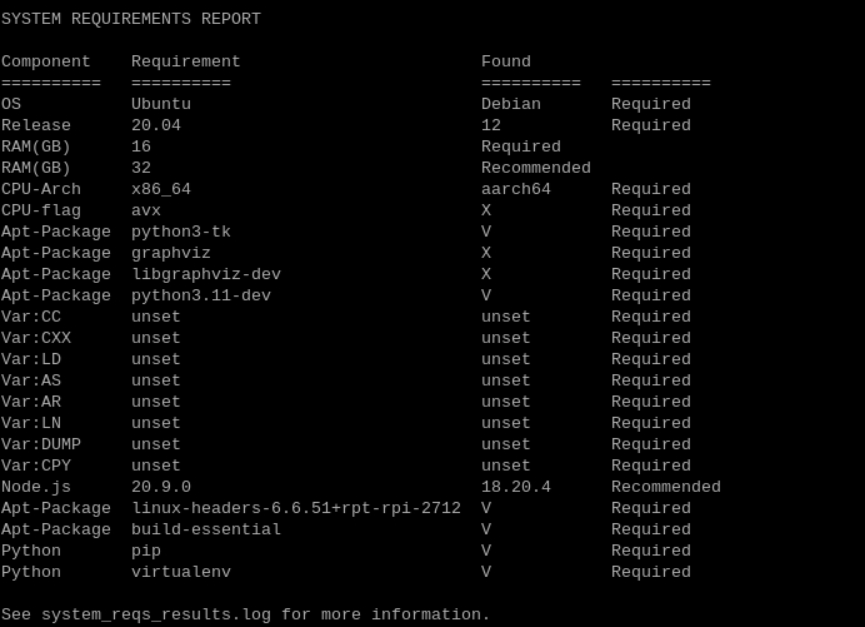 SYSTEM REQUIREMENTS REPORT
Component Requirement Found
========== ========== ========== ==========
OS Ubuntu Debian Required
Release 20.04 12 Required
RAM(GB) 16 Required
RAM(GB) 32 Recommended
CPU-Arch x86_64 aarch64 Required
CPU-flag avx X Required
Apt-Package python3-tk V Required
Apt-Package graphviz X Required
Apt-Package libgraphviz-dev X Required
Apt-Package python3.11-dev V Required
Var:CC unset unset Required
Var:CXX unset unset Required
Var:LD unset unset Required
Var:AS unset unset Required
Var:AR unset unset Required
Var:LN unset unset Required
Var:DUMP unset unset Required
Var:CPY unset unset Required
Node.js 20.9.0 18.20.4 Recommended
Apt-Package linux-headers-6.6.51+rpt-rpi-2712 V Required
Apt-Package build-essential V Required
Python pip V Required
Python virtualenv V Required
See system_reqs_results.log for more information.